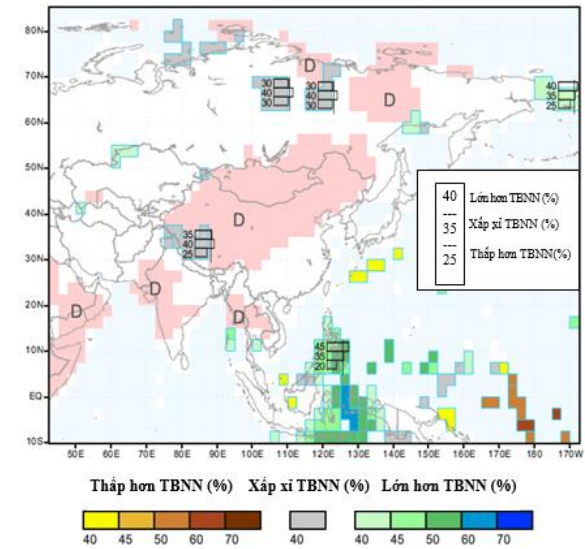 80N
70N
60N
50N
40N
30N
20N
10N
EQ
10S
50E 60E 70E 80E 90E 100E 110E 120E 130E 140E 150E 160E 170E 180 170W
D
D
D
D
D
D
30
40
30
30
40
30
40
35
25
35
40
25
45
35
20
40 Lớn hơn TBNN (%)
---
35 Xấp xỉ TBNN (%)
---
25 Thấp hơn TBNN(%)
Thấp hơn TBNN (%) Xấp xỉ TBNN (%) Lớn hơn TBNN (%)
40 45 50 60 70 40 40 45 50 60 70